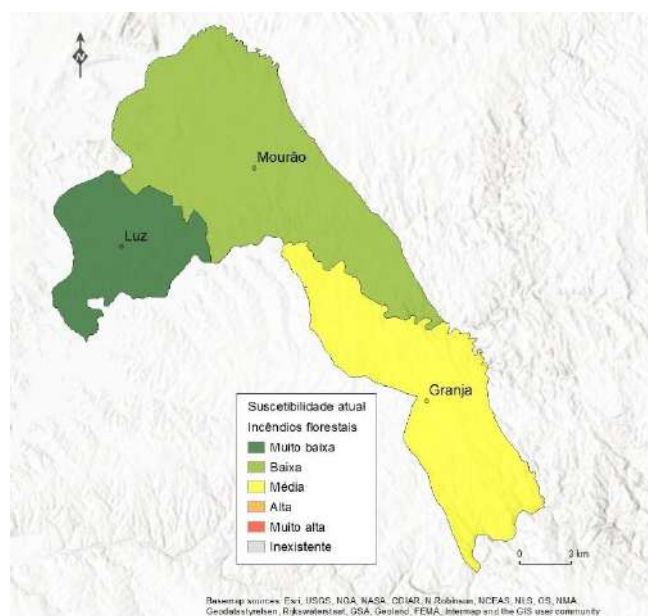 N
Mourão
Luz
Granja
Suscetibilidade atual
Incêndios florestais
Muito baixa
Baixa
Média
Alta
Muito alta
Inexistente
0 3 km
Basemap sources: Esri, USGS, NGA, NASA, CGIAR, N Robinson, NCEAS, NLS, OS, NMA
Geodatastyrelsen, Rijkswaterstaat, GSA, Geoland, FEMA, Intermap and the GIS user community